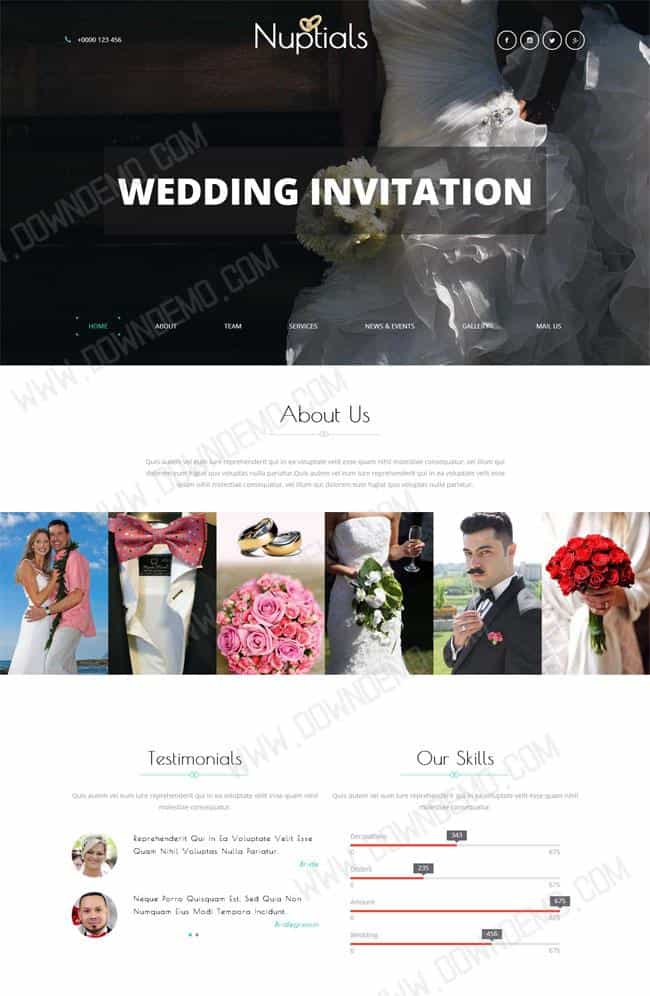 +0000 123 456
Nuptials
WWW.DOWNDEMO.COM
WEDDING INVITATION
HOME ABOUT TEAM SERVICES NEWS & EVENTS GALLERY MAIL US
About Us
Quis autem vel eum iure reprehenderit qui in ea voluptate velit esse quam nihil molestiae consequatur, vel illum qui
dolorem eum fugiat quo voluptas nulla pariatur.Quis autem vel eum iure reprehenderit qui in ea voluptate velit esse
quam nihil molestiae consequatur, vel illum qui dolorem eum fugiat quo voluptas nulla pariatur.
Testimonials
Quis autem vel eum iure reprehenderit qui in ea voluptate velit esse quam nihil
molestiae consequatur.
Reprehenderit Qui In Ea Voluptate Velit Esse
Quam Nihil Voluptas Nulla Pariatur.
Bride
Neque Porro Quisquam Est, Sed Quia Non
Numquam Eius Modi Tempora Incidunt.
Bridegroom
Our Skills
Quis autem vel eum iure reprehenderit qui in ea voluptate velit esse quam nihil
molestiae consequatur.
Decorations 343
0 675
Orders 235
0 675
Amount 675
0 675
Wedding 456
0 675